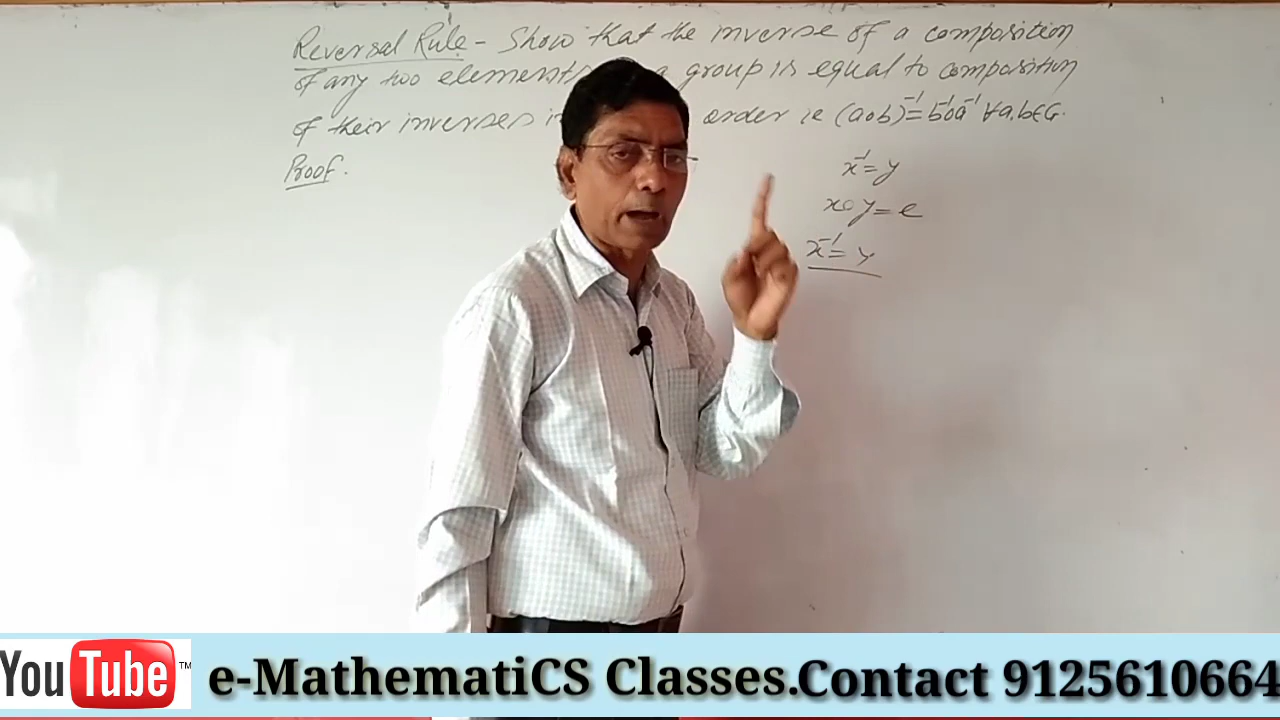 Reversal Rule - Show that the inverse of a composition
of any two elements a group is equal to composition
of their inverses in order ie (aob)⁻¹=b⁻¹oa⁻¹ ∀a,b∈G.
Proof.
x⁻¹=y
xoy=e
x⁻¹=y
YouTube™ e-MathematiCS Classes.Contact 9125610664